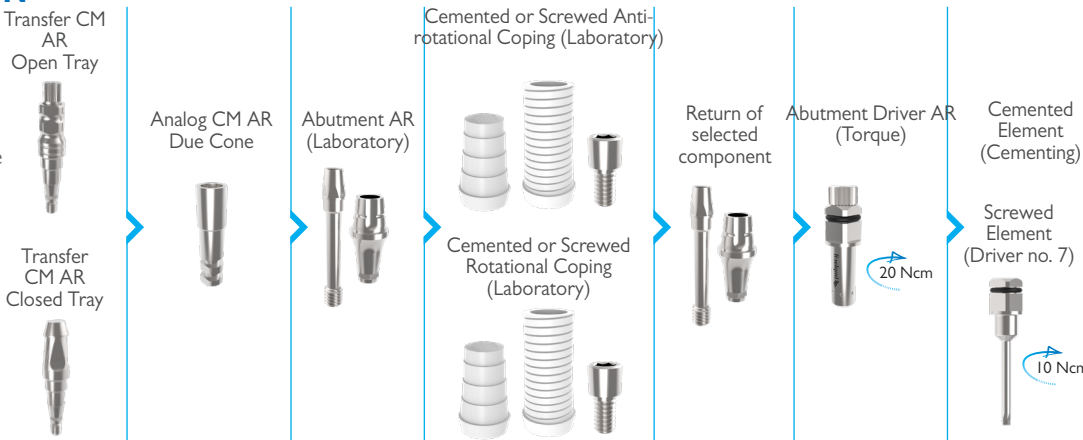 Transfer CM
AR
Open Tray
Transfer
CM AR
Closed Tray
Analog CM AR
Due Cone
Abutment AR
(Laboratory)
Cemented or Screwed Anti-
rotational Coping (Laboratory)
Cemented or Screwed
Rotational Coping
(Laboratory)
Return of
selected
component
Abutment Driver AR
(Torque)
20 Ncm
Cemented
Element
(Cementing)
Screwed
Element
(Driver no. 7)
10 Ncm